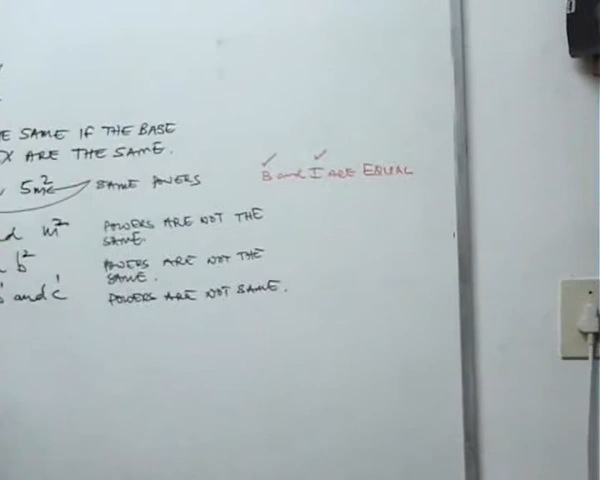 E SAME IF THE BASE
X ARE THE SAME.
5m² SAME POWERS
B and I ARE EQUAL
d m² POWERS ARE NOT THE
SAME.
b² POWERS ARE NOT THE
SAME.
and c¹ POWERS ARE NOT SAME.